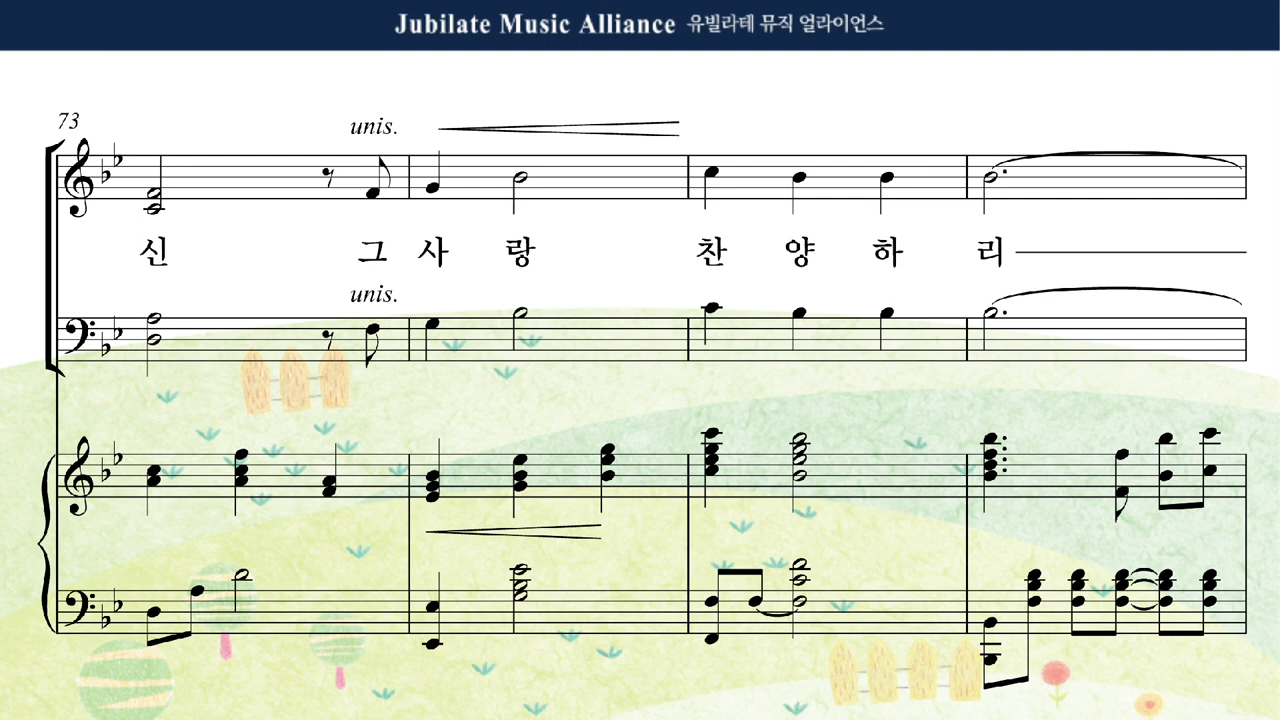 Jubilate Music Alliance 유빌라테 뮤직 얼라이언스
73
unis.
신 그 사 랑 찬 양 하 리
unis.